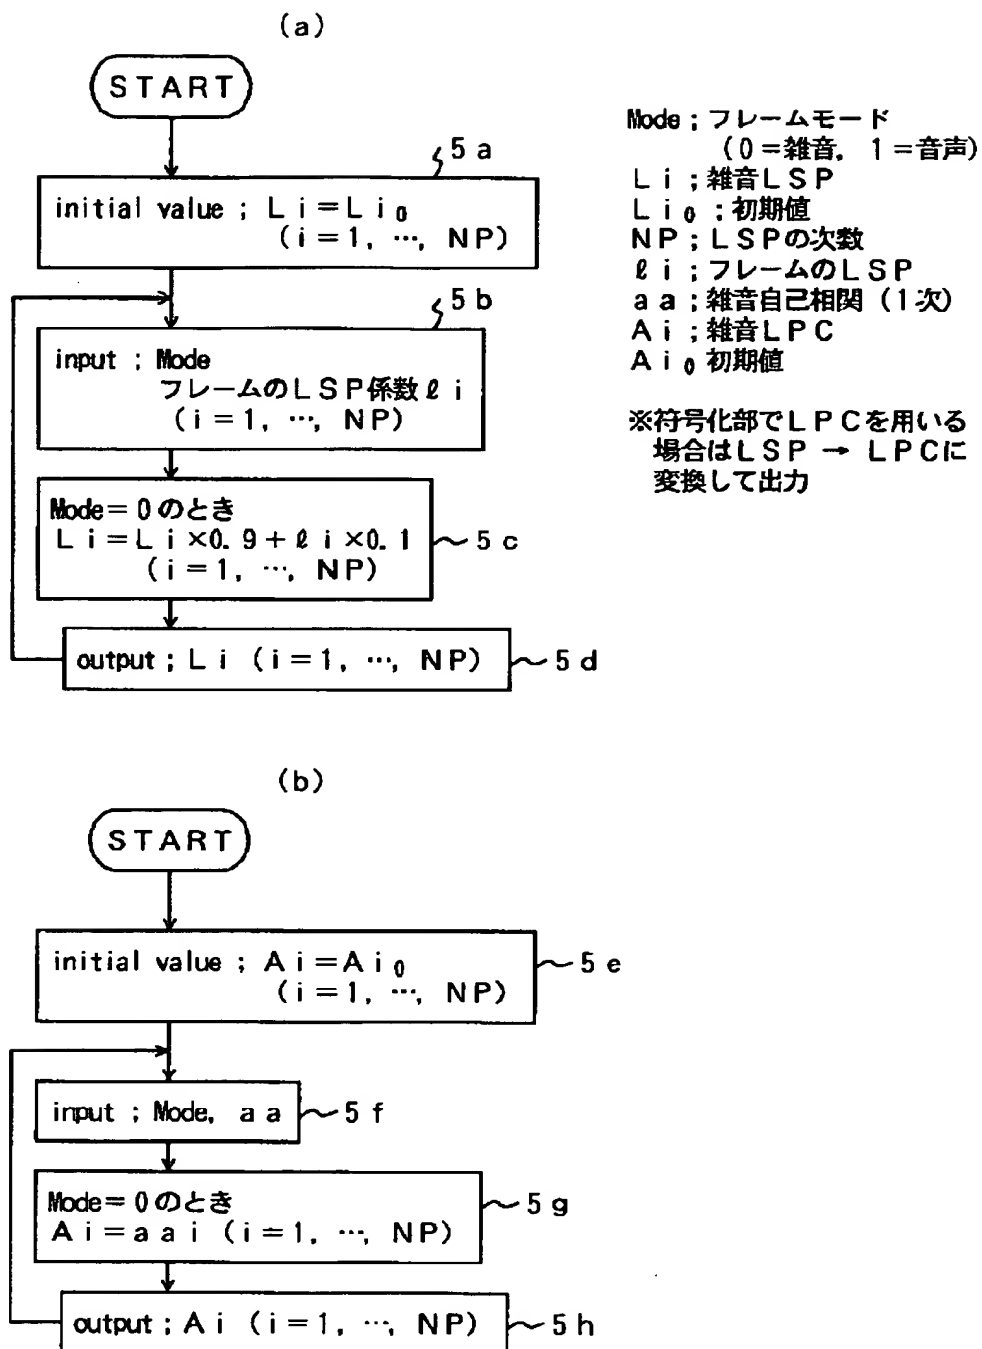 (a)
START
5a
initial value ; Li=Li₀
(i=1, …, NP)
5b
input ; Mode
フレームのLSP係数ℓi
(i=1, …, NP)
Mode=0のとき
Li=Li×0.9+ℓi×0.1
(i=1, …, NP)
5c
output ; Li (i=1, …, NP)
5d
Mode ; フレームモード
(0=雑音, 1=音声)
Li ; 雑音LSP
Li₀ ; 初期値
NP ; LSPの次数
ℓi ; フレームのLSP
aa ; 雑音自己相関 (1次)
Ai ; 雑音LPC
Ai₀ 初期値
※符号化部でLPCを用いる
場合はLSP → LPCに
変換して出力
(b)
START
initial value ; Ai=Ai₀
(i=1, …, NP)
5e
input ; Mode, aa
5f
Mode=0のとき
Ai=aai (i=1, …, NP)
5g
output ; Ai (i=1, …, NP)
5h